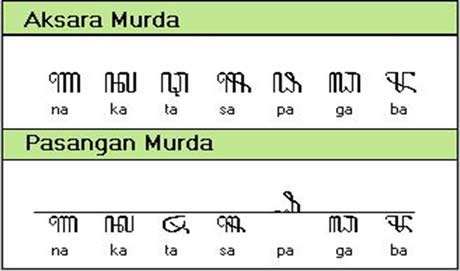 Aksara Murda
ꦟ ꦑ ꦡ ꦯ ꦦ ꦓ ꦨ
na ka ta sa pa ga ba
Pasangan Murda
꧀ꦟ ꧀ꦑ ꧀ꦡ ꧀ꦯ ꧀ꦦ ꧀ꦓ ꧀ꦨ
na ka ta sa pa ga ba